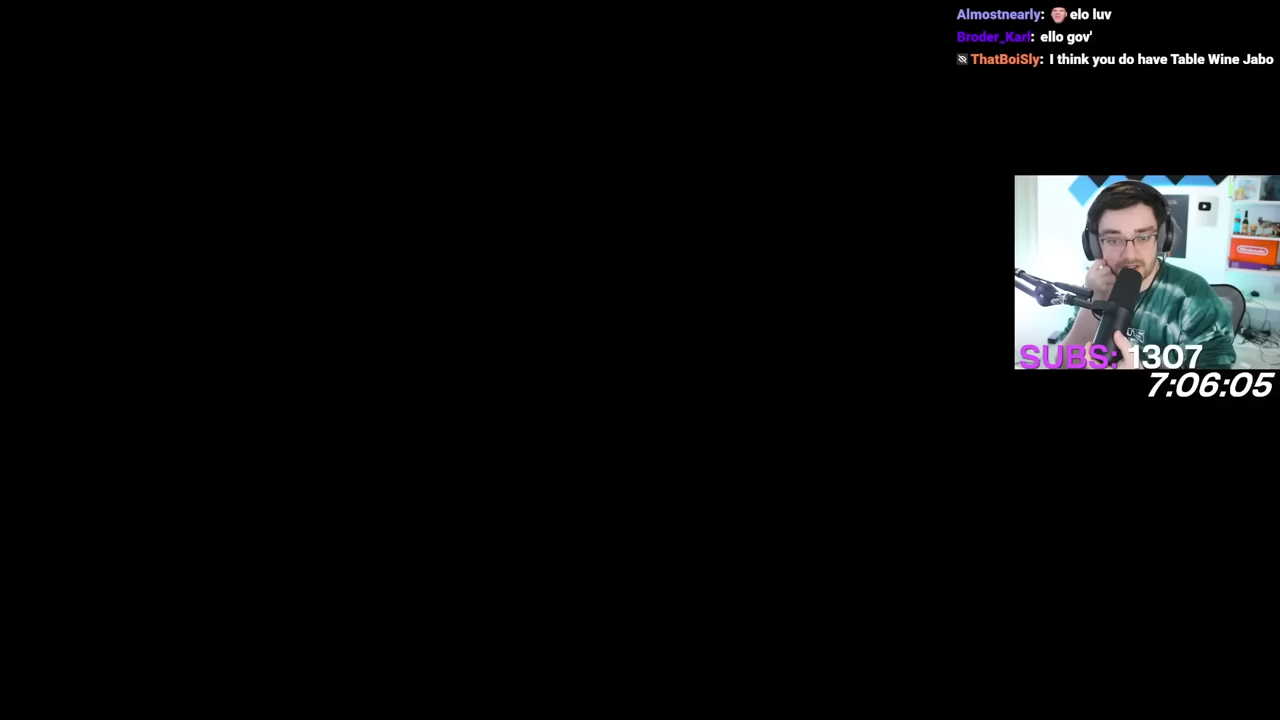 Almostnearly: elo luv
Broder_Karl: ello gov'
ThatBoiSly: I think you do have Table Wine Jabo
Nintendo
SUBS: 1307
7:06:05